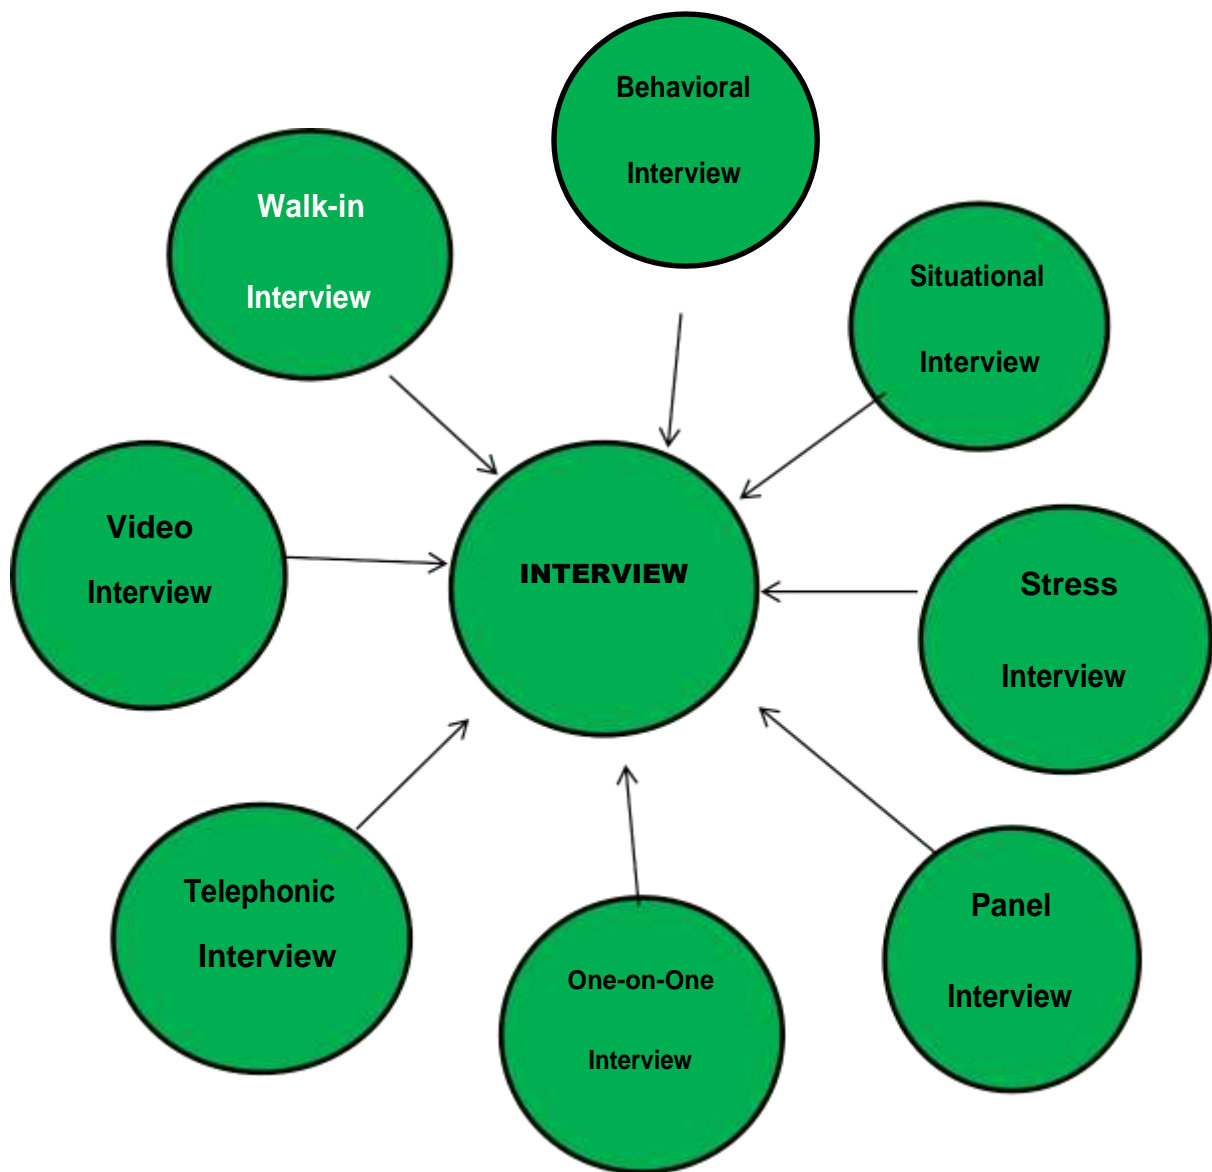 Behavioral
Interview
Walk-in
Interview
Situational
Interview
Video
Interview
INTERVIEW
Stress
Interview
Telephonic
Interview
One-on-One
Interview
Panel
Interview